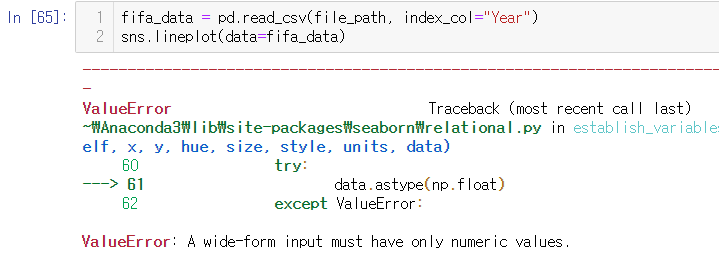 In [65]:
1 fifa_data = pd.read_csv(file_path, index_col="Year")
2 sns.lineplot(data=fifa_data)
---------------------------------------------------------------------------
-
ValueError Traceback (most recent call last)
~₩Anaconda3₩lib₩site-packages₩seaborn₩relational.py in establish_variables
elf, x, y, hue, size, style, units, data)
60 try:
---> 61 data.astype(np.float)
62 except ValueError:
ValueError: A wide-form input must have only numeric values.